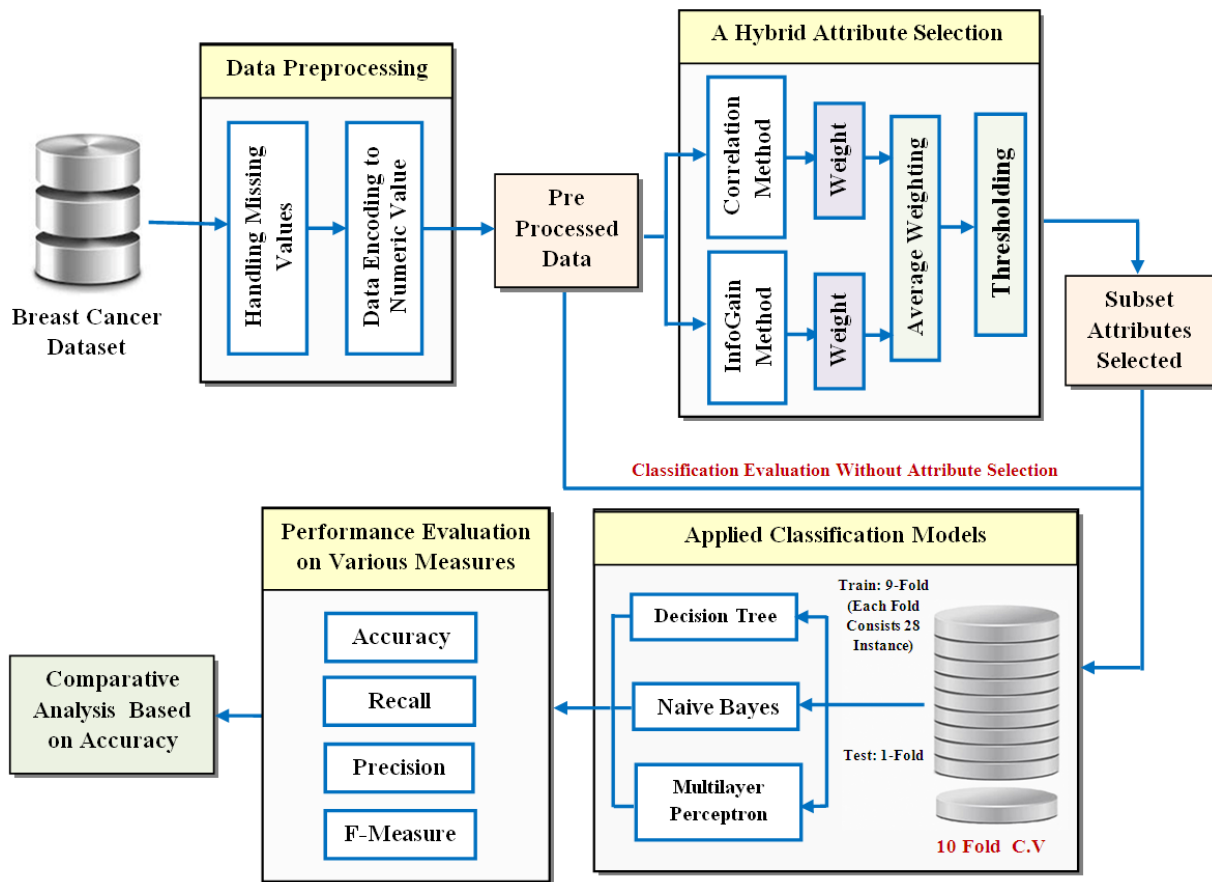 Data Preprocessing
Handling Missing
Values
Data Encoding to
Numeric Value
Breast Cancer
Dataset
Pre
Processed
Data
A Hybrid Attribute Selection
Correlation
Method
Weight
InfoGain
Method
Weight
Average Weighting
Thresholding
Subset
Attributes
Selected
Classification Evaluation Without Attribute Selection
Applied Classification Models
Train: 9-Fold
(Each Fold
Consists 28
Instance)
Test: 1-Fold
10 Fold C.V
Decision Tree
Naive Bayes
Multilayer
Perceptron
Performance Evaluation
on Various Measures
Accuracy
Recall
Precision
F-Measure
Comparative
Analysis Based
on Accuracy